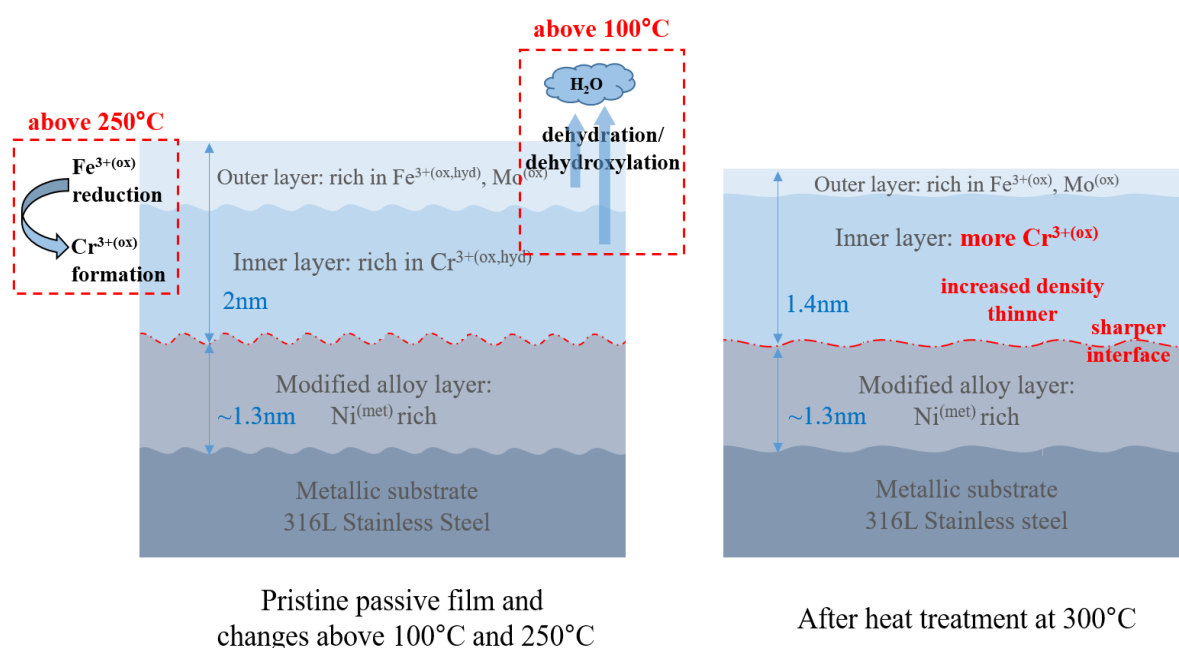 above 100°C
H₂O
dehydration/
dehydroxylation
above 250°C
Fe³⁺⁽ᵒˣ⁾
reduction
Cr³⁺⁽ᵒˣ⁾
formation
Outer layer: rich in Fe³⁺⁽ᵒˣ,ʰʸᵈ⁾, Mo⁽ᵒˣ⁾
Inner layer: rich in Cr³⁺⁽ᵒˣ,ʰʸᵈ⁾
2nm
Modified alloy layer:
Ni⁽ᵐᵉᵗ⁾ rich
~1.3nm
Metallic substrate
316L Stainless Steel
Pristine passive film and
changes above 100°C and 250°C
Outer layer: rich in Fe³⁺⁽ᵒˣ⁾, Mo⁽ᵒˣ⁾
Inner layer: more Cr³⁺⁽ᵒˣ⁾
increased density
thinner
1.4nm
sharper
interface
Modified alloy layer:
Ni⁽ᵐᵉᵗ⁾ rich
~1.3nm
Metallic substrate
316L Stainless steel
After heat treatment at 300°C